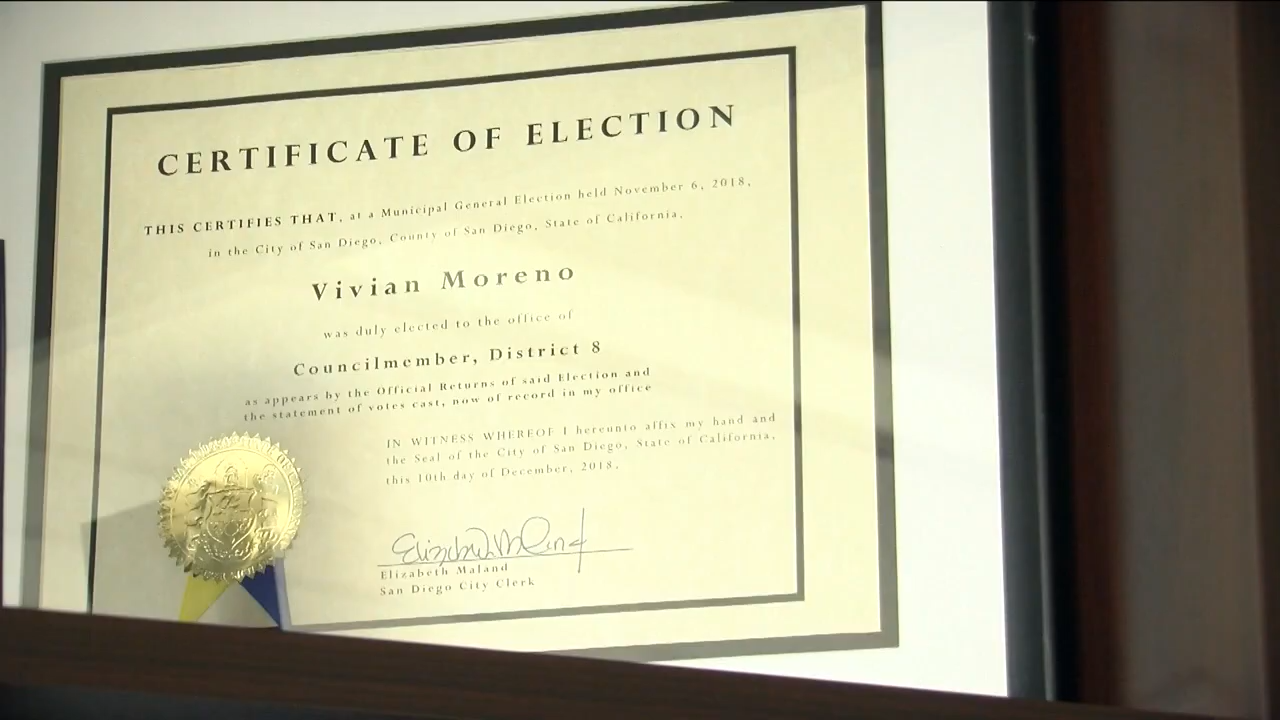 CERTIFICATE OF ELECTION
THIS CERTIFIES THAT, at a Municipal General Election held November 6, 2018,
in the City of San Diego, County of San Diego, State of California,
Vivian Moreno
was duly elected to the office of
Councilmember, District 8
as appears by the Official Returns of said Election and
the statement of votes cast, now of record in my office
IN WITNESS WHEREOF I hereunto affix my hand and
the Seal of the City of San Diego, State of California,
this 10th day of December, 2018.
Elizabeth Maland
Elizabeth Maland
San Diego City Clerk